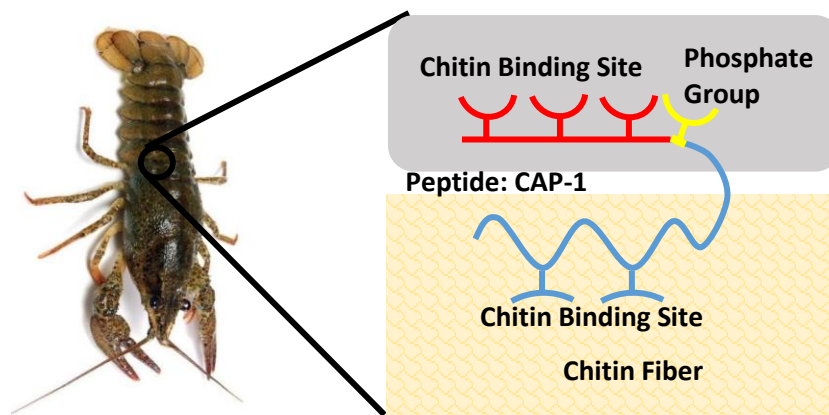 Chitin Binding Site
Phosphate
Group
Peptide: CAP-1
Chitin Binding Site
Chitin Fiber